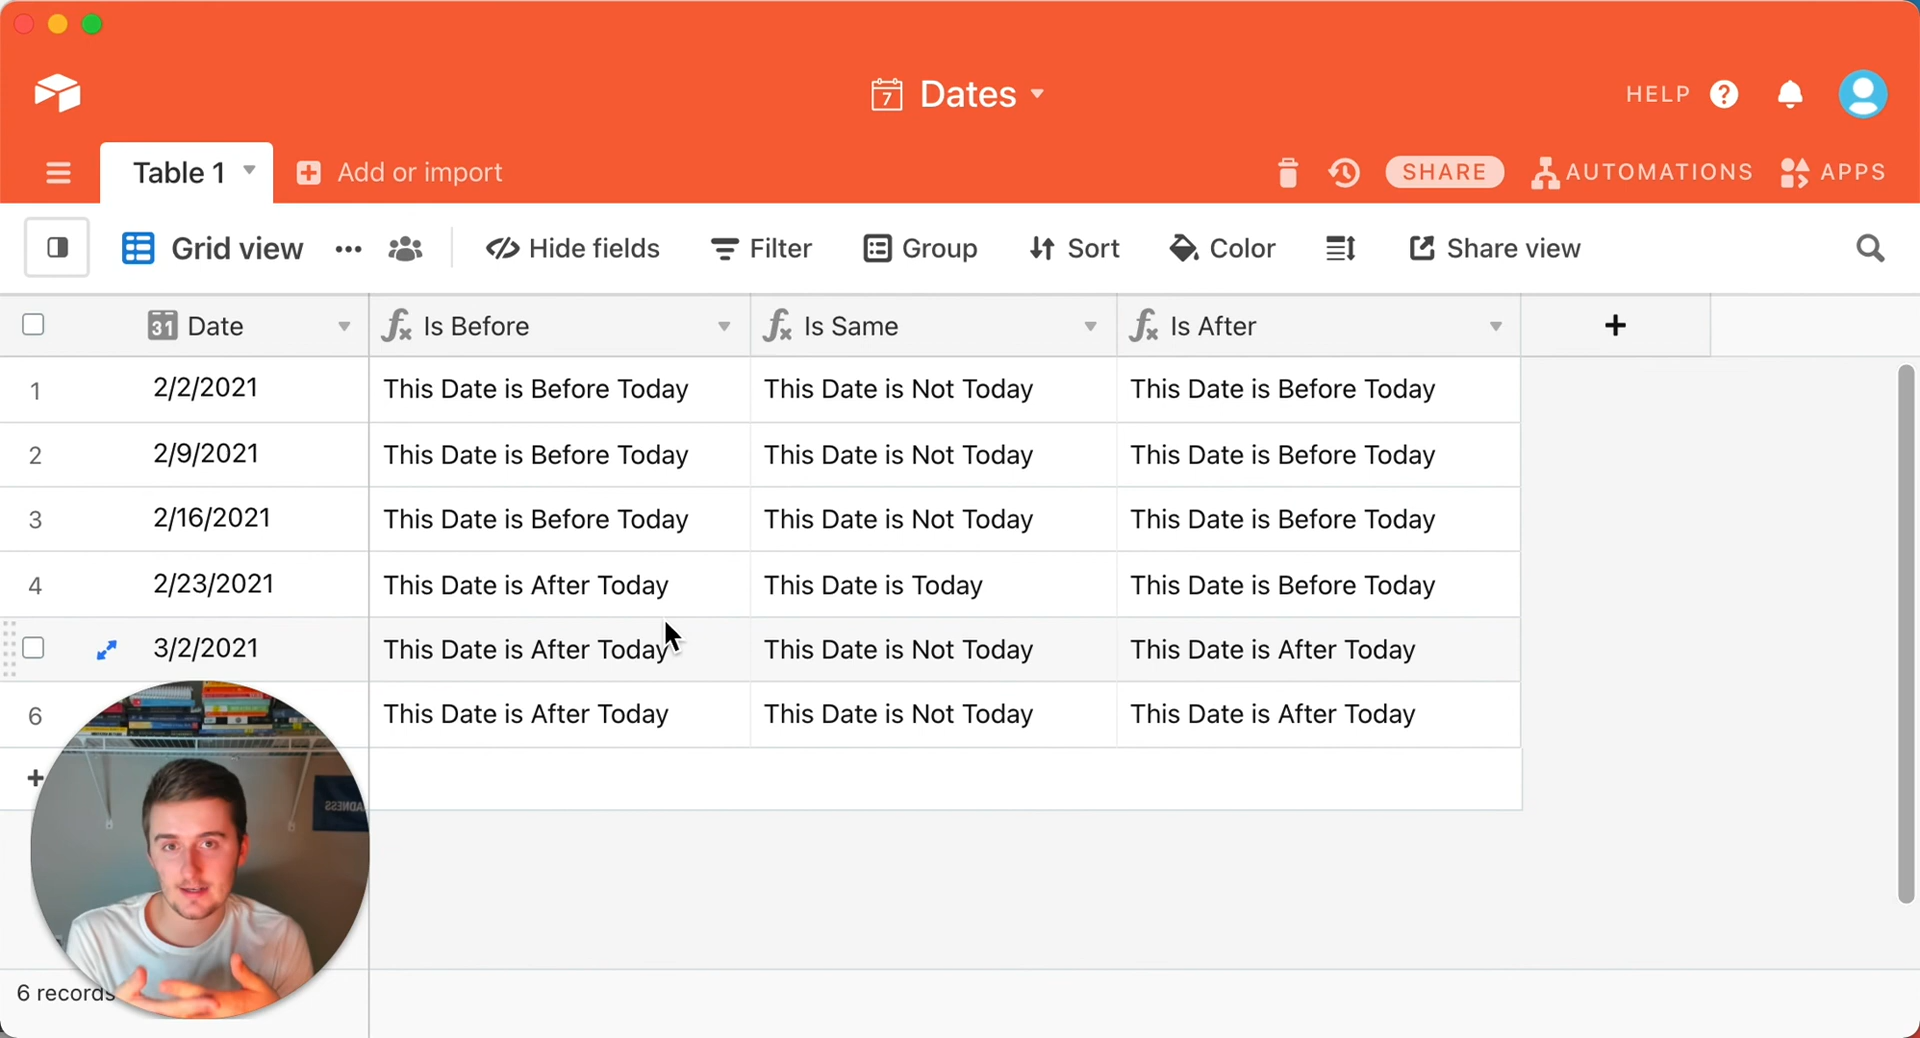 7 Dates
HELP ?
Table 1 Add or import SHARE AUTOMATIONS APPS
Grid view Hide fields Filter Group Sort Color Share view
31 Date Is Before Is Same Is After +
1 2/2/2021 This Date is Before Today This Date is Not Today This Date is Before Today
2 2/9/2021 This Date is Before Today This Date is Not Today This Date is Before Today
3 2/16/2021 This Date is Before Today This Date is Not Today This Date is Before Today
4 2/23/2021 This Date is After Today This Date is Today This Date is Before Today
3/2/2021 This Date is After Today This Date is Not Today This Date is After Today
6 This Date is After Today This Date is Not Today This Date is After Today
+
6 records